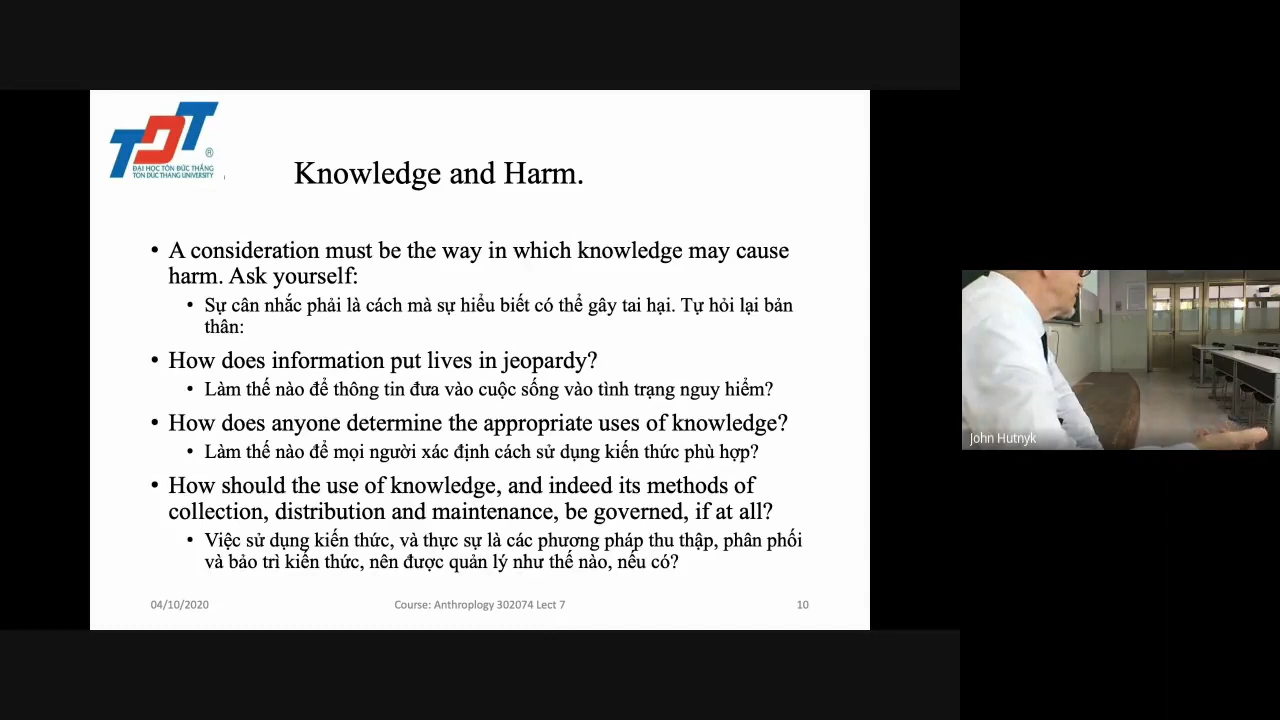 TDT
®
ĐẠI HỌC TÔN ĐỨC THẮNG
TON DUC THANG UNIVERSITY
Knowledge and Harm.
• A consideration must be the way in which knowledge may cause
harm. Ask yourself:
• Sự cân nhắc phải là cách mà sự hiểu biết có thể gây tai hại. Tự hỏi lại bản
thân:
• How does information put lives in jeopardy?
• Làm thế nào để thông tin đưa vào cuộc sống vào tình trạng nguy hiểm?
• How does anyone determine the appropriate uses of knowledge?
• Làm thế nào để mọi người xác định cách sử dụng kiến thức phù hợp?
• How should the use of knowledge, and indeed its methods of
collection, distribution and maintenance, be governed, if at all?
• Việc sử dụng kiến thức, và thực sự là các phương pháp thu thập, phân phối
và bảo trì kiến thức, nên được quản lý như thế nào, nếu có?
04/10/2020
Course: Anthroplogy 302074 Lect 7
10
John Hutnyk